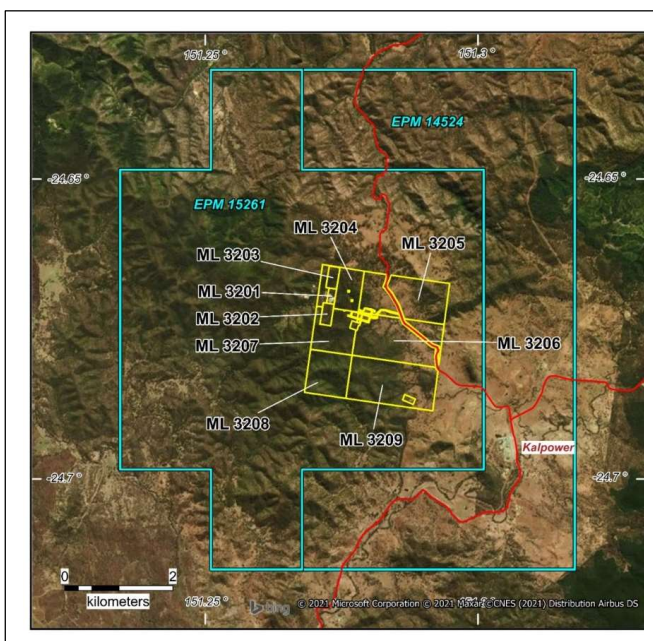 151.25 °
151.3 °
EPM 14524
-24.65 °
-24.65 °
EPM 15261
ML 3204
ML 3205
ML 3203
ML 3201
ML 3202
ML 3207
ML 3206
ML 3208
ML 3209
Kalpower
-24.7 °
-24.7 °
0
2
kilometers
151.25 °
bing
© 2021 Microsoft Corporation © 2021 Maxar ©CNES (2021) Distribution Airbus DS